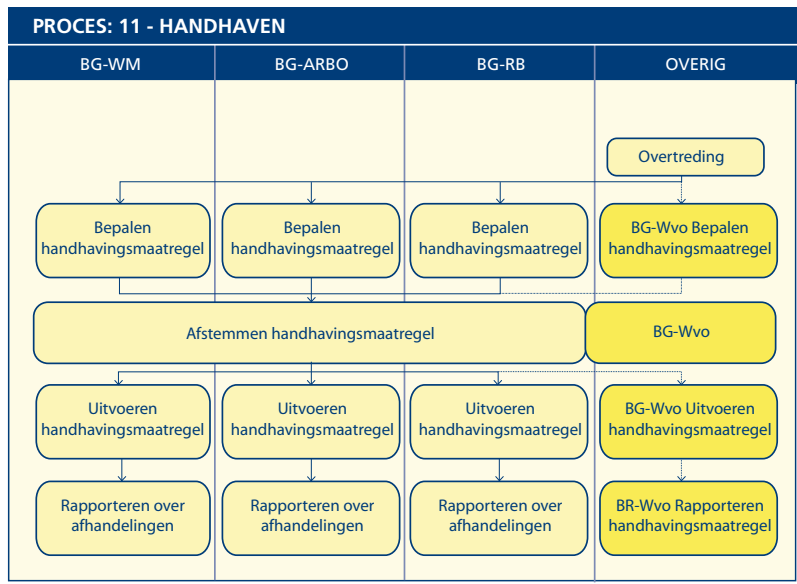 PROCES: 11 - HANDHAVEN
BG-WM
BG-ARBO
BG-RB
OVERIG
Overtreding
Bepalen
handhavingsmaatregel
Bepalen
handhavingsmaatregel
Bepalen
handhavingsmaatregel
BG-Wvo Bepalen
handhavingsmaatregel
Afstemmen handhavingsmaatregel
BG-Wvo
Uitvoeren
handhavingsmaatregel
Uitvoeren
handhavingsmaatregel
Uitvoeren
handhavingsmaatregel
BG-Wvo Uitvoeren
handhavingsmaatregel
Rapporteren over
afhandelingen
Rapporteren over
afhandelingen
Rapporteren over
afhandelingen
BR-Wvo Rapporteren
handhavingsmaatregel